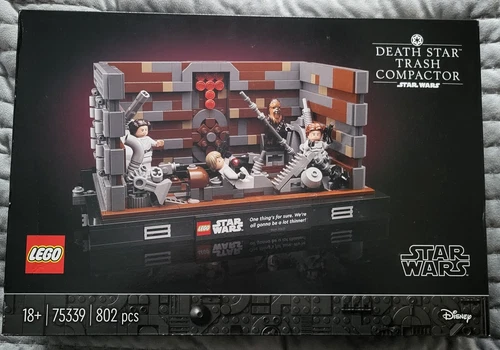 DEATH STAR™
TRASH
COMPACTOR
STAR WARS
LEGO
STAR
WARS
One thing's for sure. We're
all gonna be a lot thinner!
LEGO
STAR
WARS
18+ 75339 802 pcs
Disney